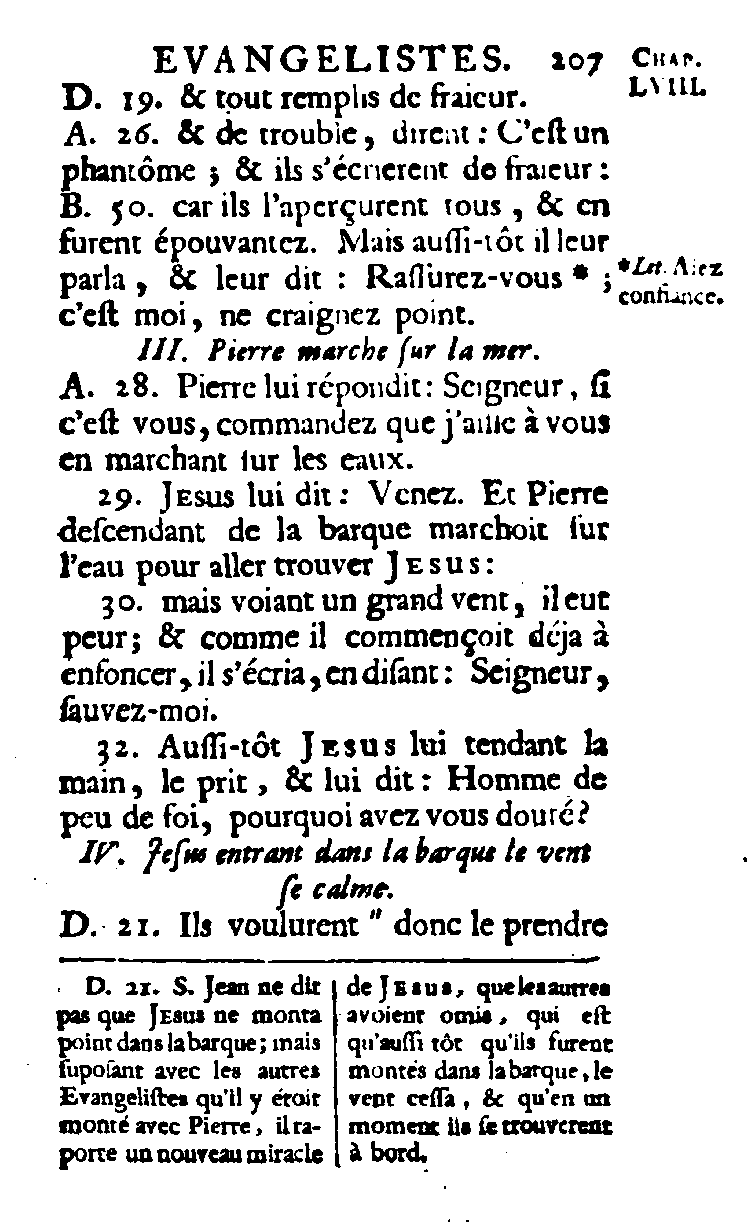 EVANGELISTES. 207 CHAP.
LVIII.
D. 19. & tout remplis de fraieur.
A. 26. & de trouble, dirent : C'eſt un
phantôme ; & ils s'écrierent de fraieur :
B. 50. car ils l'aperçurent tous , & en
furent épouvantez. Mais auſſi-tôt il leur
parla , & leur dit : Raſſurez-vous * ;
c'eſt moi, ne craignez point.
*Let. Aiez
confiance.
III. Pierre marche ſur la mer.
A. 28. Pierre lui répondit : Seigneur, ſi
c'eſt vous, commandez que j'aille à vous
en marchant ſur les eaux.
29. JESUS lui dit : Venez. Et Pierre
deſcendant de la barque marchoit ſur
l'eau pour aller trouver JESUS :
30. mais voiant un grand vent, il eut
peur; & comme il commençoit déja à
enfoncer, il s'écria, en diſant : Seigneur,
ſauvez-moi.
32. Auſſi-tôt JESUS lui tendant la
main, le prit , & lui dit : Homme de
peu de foi, pourquoi avez vous douté?
IV. Jeſus entrant dans la barque le vent
ſe calme.
D. 21. Ils voulurent " donc le prendre
D. 21. S. Jean ne dit
pas que JESUS ne monta
point dans la barque; mais
ſupoſant avec les autres
Evangeliſtes qu'il y étoit
monté avec Pierre, il ra-
porte un nouveau miracle
de JESUS, que les autres
avoient omis, qui eſt
qu'auſſi tôt qu'ils furent
montés dans la barque, le
vent ceſſa, & qu'en un
moment ils ſe trouverent
à bord.